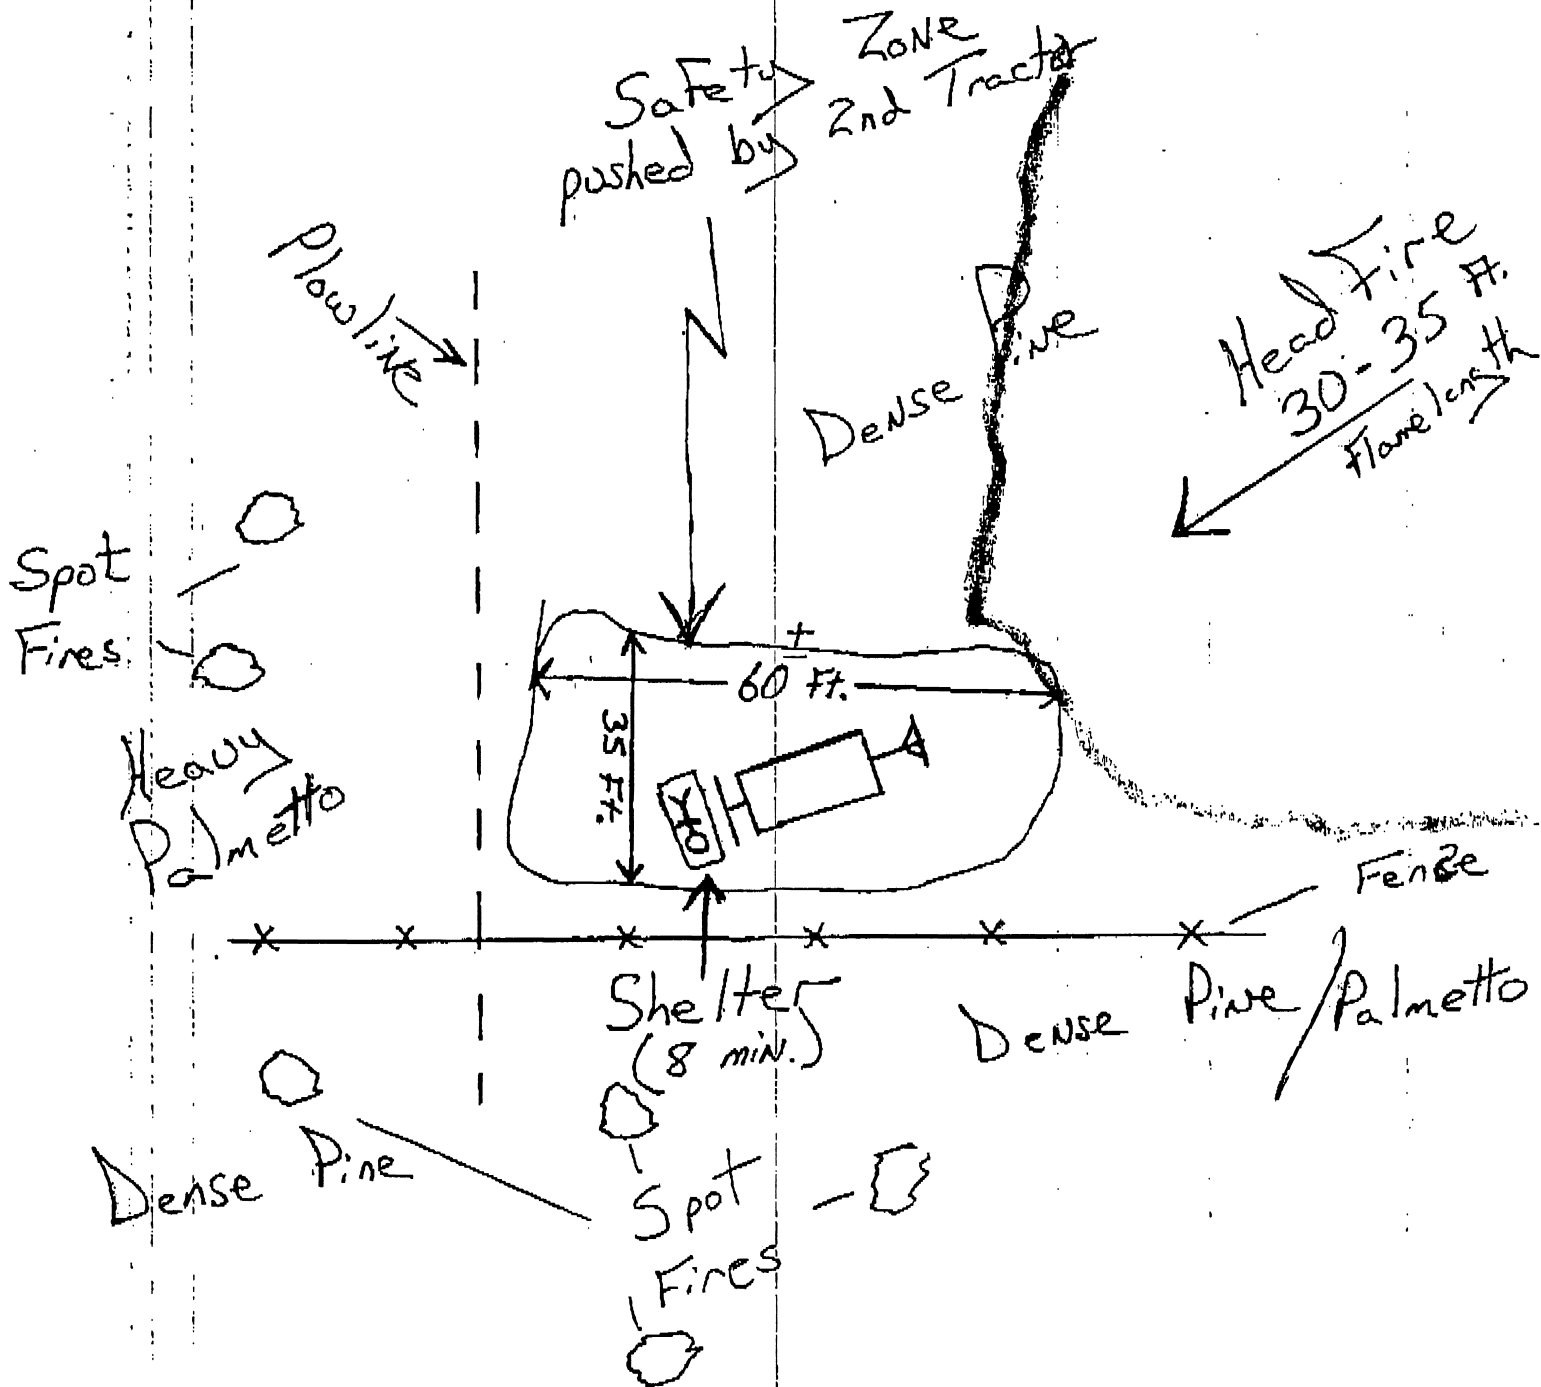 Safety Zone
pushed by 2nd Tractor
Plowline
Head Fire
30-35 Ft.
Flame length
Dense Pine
Spot
Fires
± 
60 Ft.
35 Ft.
Heavy
Palmetto
Fense
Shelter
(8 min.)
Dense Pine/Palmetto
Dense Pine
Spot
Fires